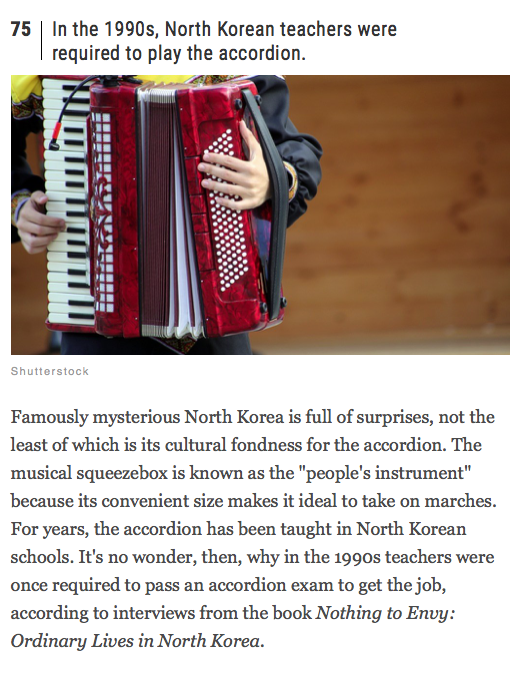 75 In the 1990s, North Korean teachers were
required to play the accordion.
Shutterstock
Famously mysterious North Korea is full of surprises, not the
least of which is its cultural fondness for the accordion. The
musical squeezebox is known as the "people's instrument"
because its convenient size makes it ideal to take on marches.
For years, the accordion has been taught in North Korean
schools. It's no wonder, then, why in the 1990s teachers were
once required to pass an accordion exam to get the job,
according to interviews from the book Nothing to Envy:
Ordinary Lives in North Korea.